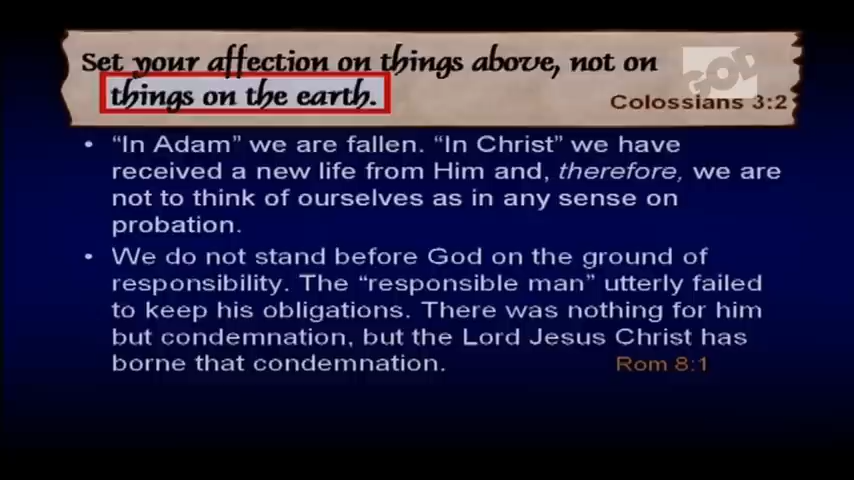 Set your affection on things above, not on
things on the earth.
GOD
Colossians 3:2
• “In Adam” we are fallen. “In Christ” we have
received a new life from Him and, therefore, we are
not to think of ourselves as in any sense on
probation.
• We do not stand before God on the ground of
responsibility. The “responsible man” utterly failed
to keep his obligations. There was nothing for him
but condemnation, but the Lord Jesus Christ has
borne that condemnation. Rom 8:1